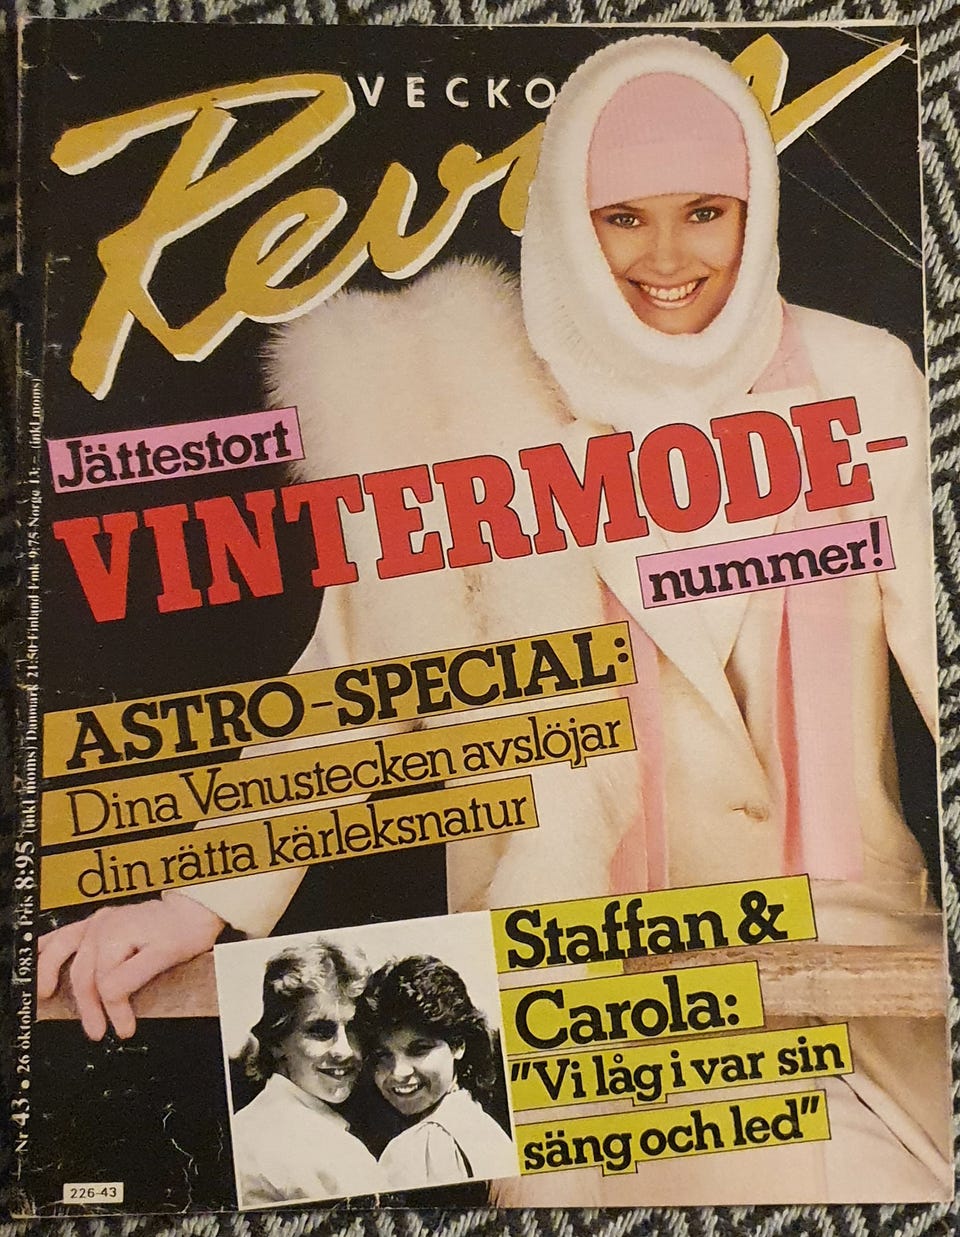 VECKO
Rev
Jättestort
VINTERMODE-
nummer!
ASTRO-SPECIAL:
Dina Venustecken avslöjar
din rätta kärleksnatur
Staffan &
Carola:
"Vi låg i var sin
säng och led"
Nr 43 • 26 oktober 1983 • Pris 8:95 (inkl moms) Danmark 21:50 Finland Fmk 9:75 Norge 13:– (inkl moms)
226-43